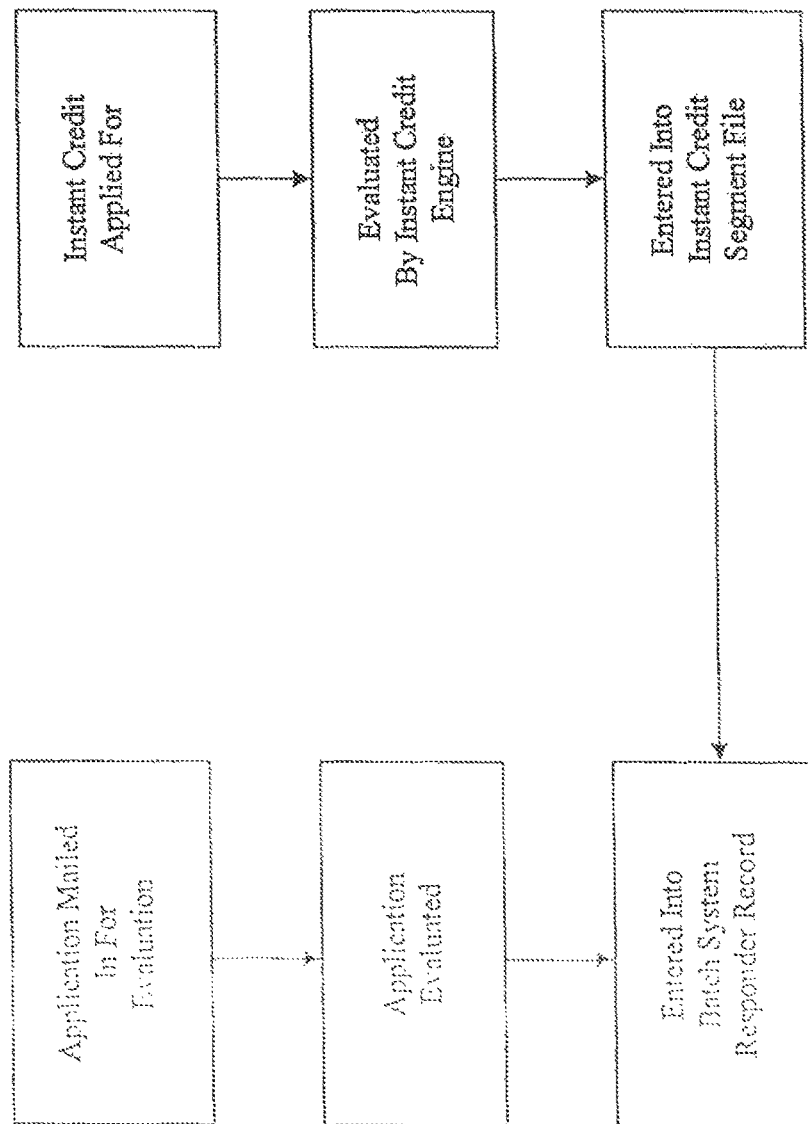 Application Mailed
In For
Evaluation
Application
Evaluated
Entered Into
Batch System
Responder Record
Instant Credit
Applied For
Evaluated
By Instant Credit
Engine
Entered Into
Instant Credit
Segment File